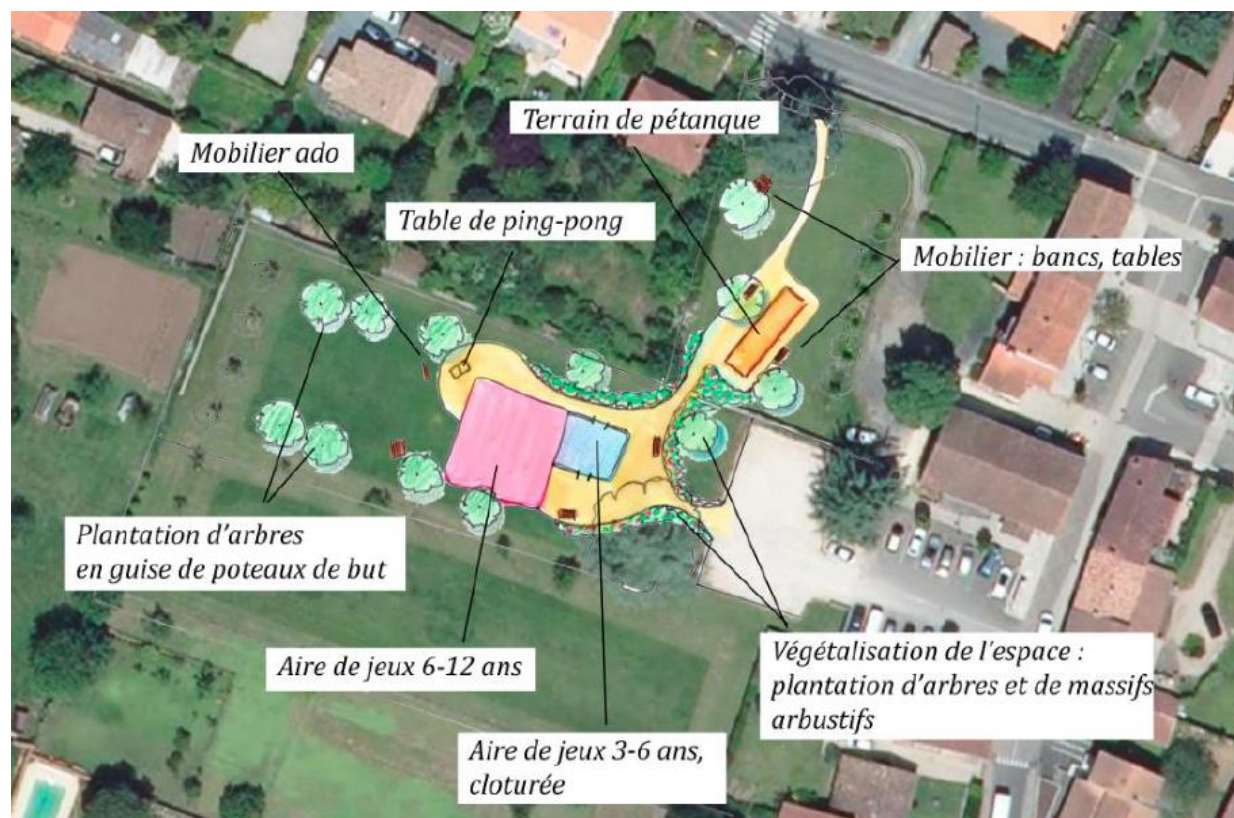 Terrain de pétanque
Mobilier ado
Table de ping-pong
Mobilier : bancs, tables
Plantation d'arbres
en guise de poteaux de but
Aire de jeux 6-12 ans
Végétalisation de l'espace :
plantation d'arbres et de massifs
arbustifs
Aire de jeux 3-6 ans,
cloturée